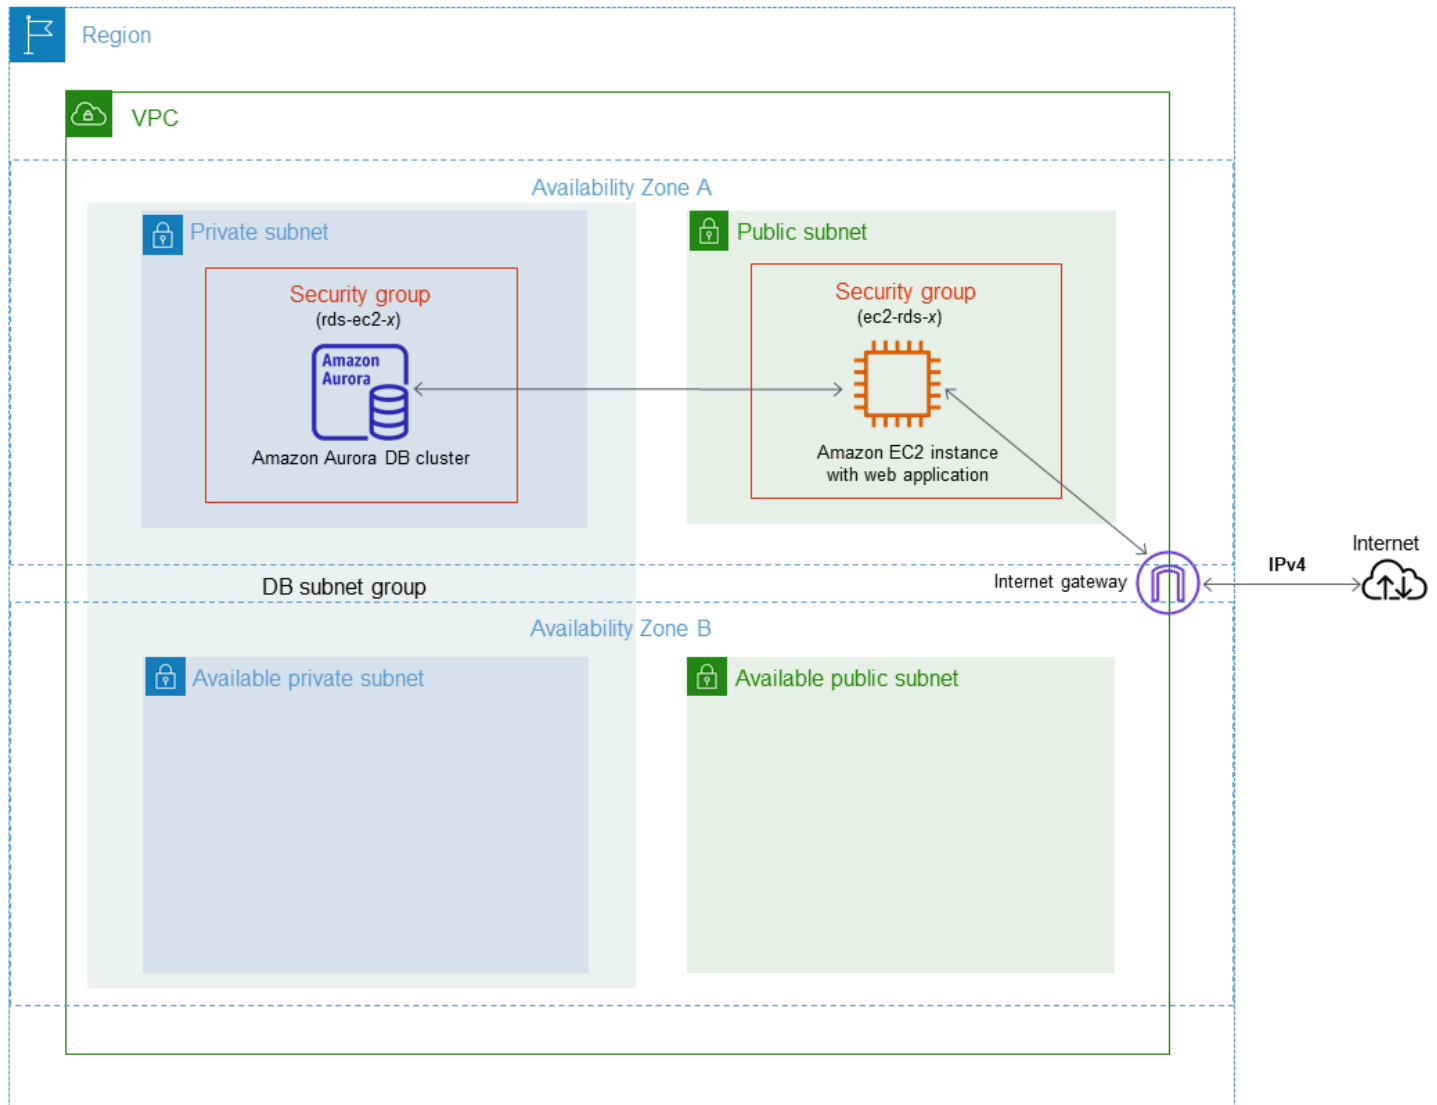 Region
VPC
Availability Zone A
Private subnet
Public subnet
Security group
(rds-ec2-x)
Security group
(ec2-rds-x)
Amazon
Aurora
Amazon Aurora DB cluster
Amazon EC2 instance
with web application
Internet
IPv4
Internet gateway
DB subnet group
Availability Zone B
Available private subnet
Available public subnet